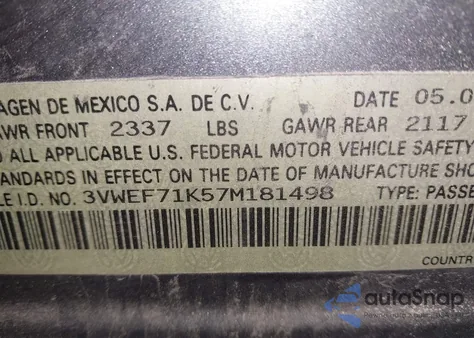 AGEN DE MEXICO S.A. DE C.V. DATE 05.0
AWR FRONT 2337 LBS GAWR REAR 2117
O ALL APPLICABLE U.S. FEDERAL MOTOR VEHICLE SAFETY
TANDARDS IN EFFECT ON THE DATE OF MANUFACTURE SHO
LE I.D. NO. 3VWEF71K57M181498 TYPE: PASSE
COUNTR
autoSnap